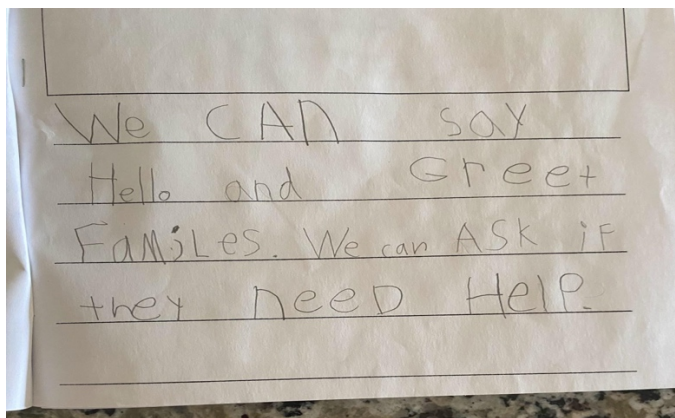 We CAn say
Hello and Greet
FamiLes. We can ASk iF
they neeD HelP.